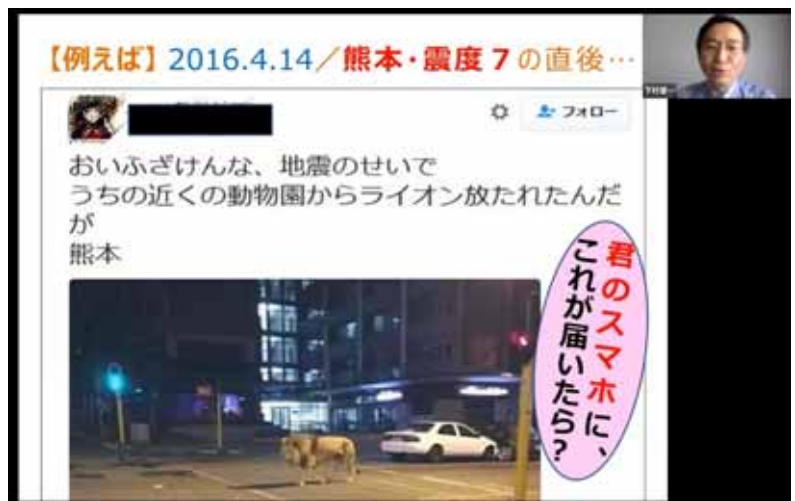 【例えば】2016.4.14／熊本・震度７の直後…
フォロー
おいふざけんな、地震のせいで
うちの近くの動物園からライオン放たれたんだ
が
熊本
君のスマホに、
これが届いたら？